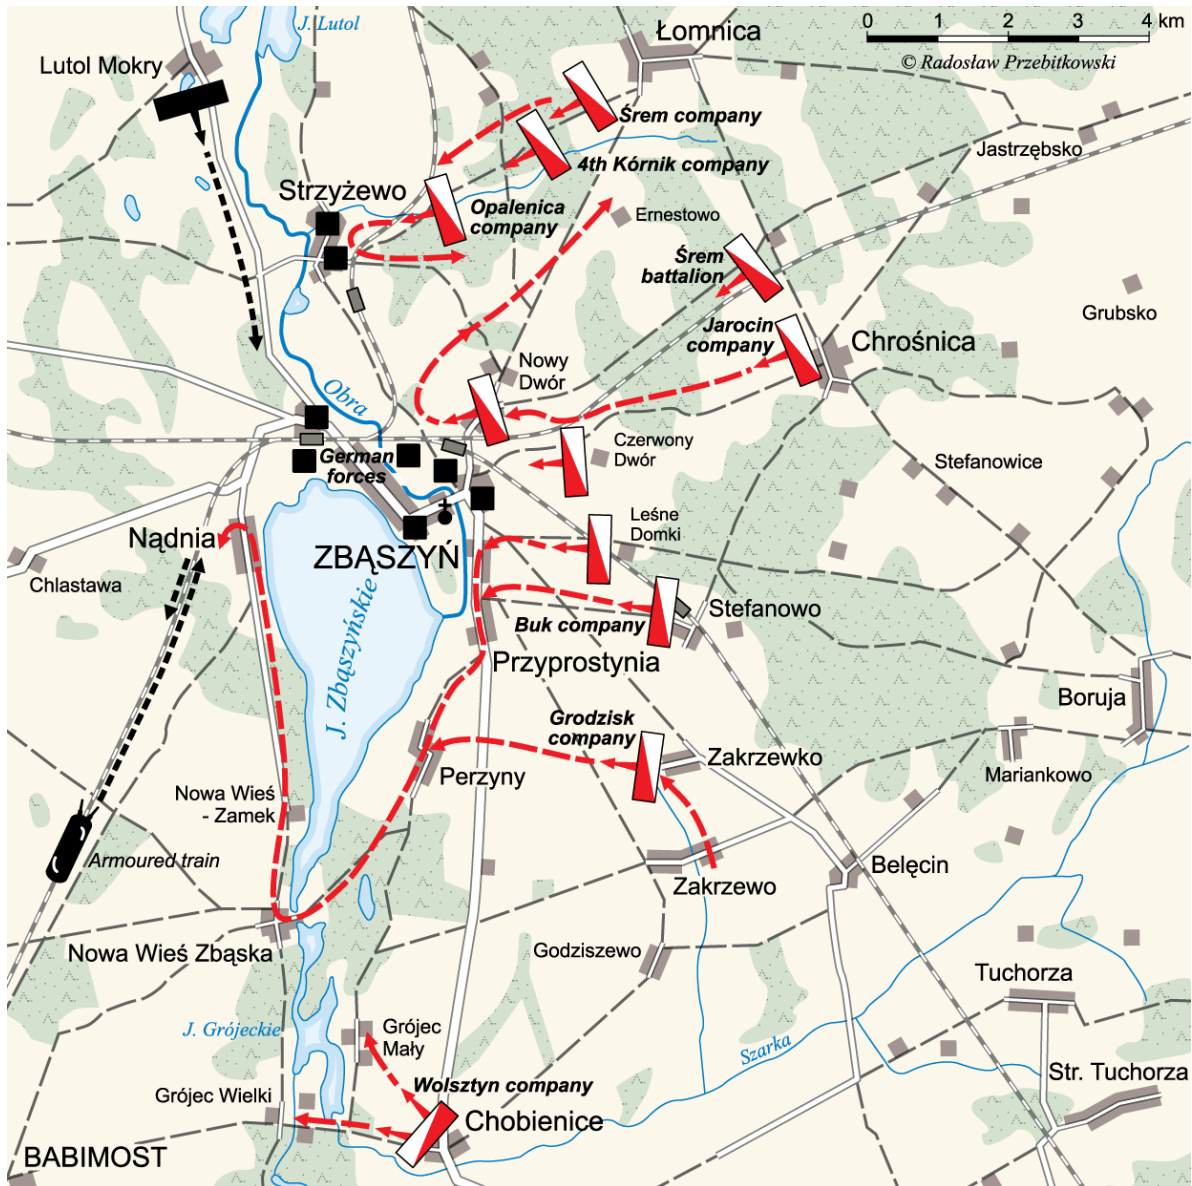 J. Lutol
Łomnica
0 1 2 3 4 km
© Radosław Przebitkowski
Lutol Mokry
Śrem company
4th Kórnik company
Jastrzębsko
Strzyżewo
Opalenica
company
Ernestowo
Śrem
battalion
Grubsko
Jarocin
company
Chrośnica
Nowy
Dwór
Obra
German
forces
Czerwony
Dwór
Stefanowice
Nądnia
ZBĄSZYŃ
Leśne
Domki
Chlastawa
J. Zbąszyńskie
Buk company
Stefanowo
Przyprostynia
Boruja
Grodzisk
company
Zakrzewko
Perzyny
Mariankowo
Nowa Wieś
- Zamek
Armoured train
Zakrzewo
Belęcin
Nowa Wieś Zbąska
Godziszewo
Tuchorza
J. Grójeckie
Grójec
Mały
Szarka
Wolsztyn company
Str. Tuchorza
Grójec Wielki
Chobienice
BABIMOST